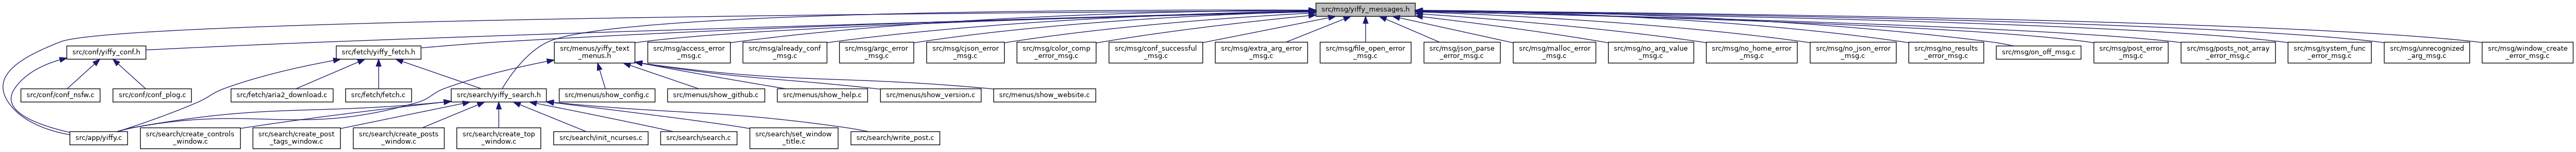 src/msg/yiffy_messages.h
src/conf/yiffy_conf.h
src/fetch/yiffy_fetch.h
src/menus/yiffy_text
_menus.h
src/msg/access_error
_msg.c
src/msg/already_conf
_msg.c
src/msg/argc_error
_msg.c
src/msg/cjson_error
_msg.c
src/msg/color_comp
_error_msg.c
src/msg/conf_successful
_msg.c
src/msg/extra_arg_error
_msg.c
src/msg/file_open_error
_msg.c
src/msg/json_parse
_error_msg.c
src/msg/malloc_error
_msg.c
src/msg/no_arg_value
_msg.c
src/msg/no_home_error
_msg.c
src/msg/no_json_error
_msg.c
src/msg/no_results
_error_msg.c
src/msg/on_off_msg.c
src/msg/post_error
_msg.c
src/msg/posts_not_array
_error_msg.c
src/msg/system_func
_error_msg.c
src/msg/unrecognized
_arg_msg.c
src/msg/window_create
_error_msg.c
src/conf/conf_nsfw.c
src/conf/conf_plog.c
src/fetch/aria2_download.c
src/fetch/fetch.c
src/search/yiffy_search.h
src/menus/show_config.c
src/menus/show_github.c
src/menus/show_help.c
src/menus/show_version.c
src/menus/show_website.c
src/app/yiffy.c
src/search/create_controls
_window.c
src/search/create_post
_tags_window.c
src/search/create_posts
_window.c
src/search/create_top
_window.c
src/search/init_ncurses.c
src/search/search.c
src/search/set_window
_title.c
src/search/write_post.c